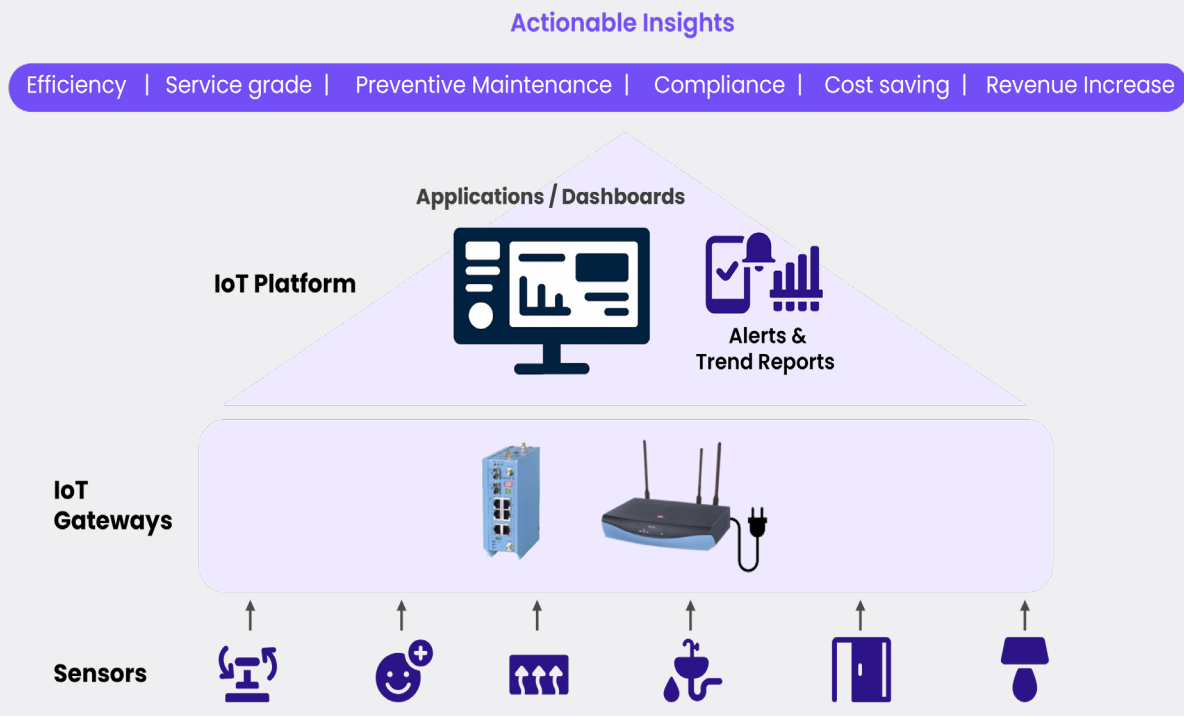 Actionable Insights
Efficiency | Service grade | Preventive Maintenance | Compliance | Cost saving | Revenue Increase
Applications / Dashboards
IoT Platform
Alerts &
Trend Reports
IoT
Gateways
Sensors